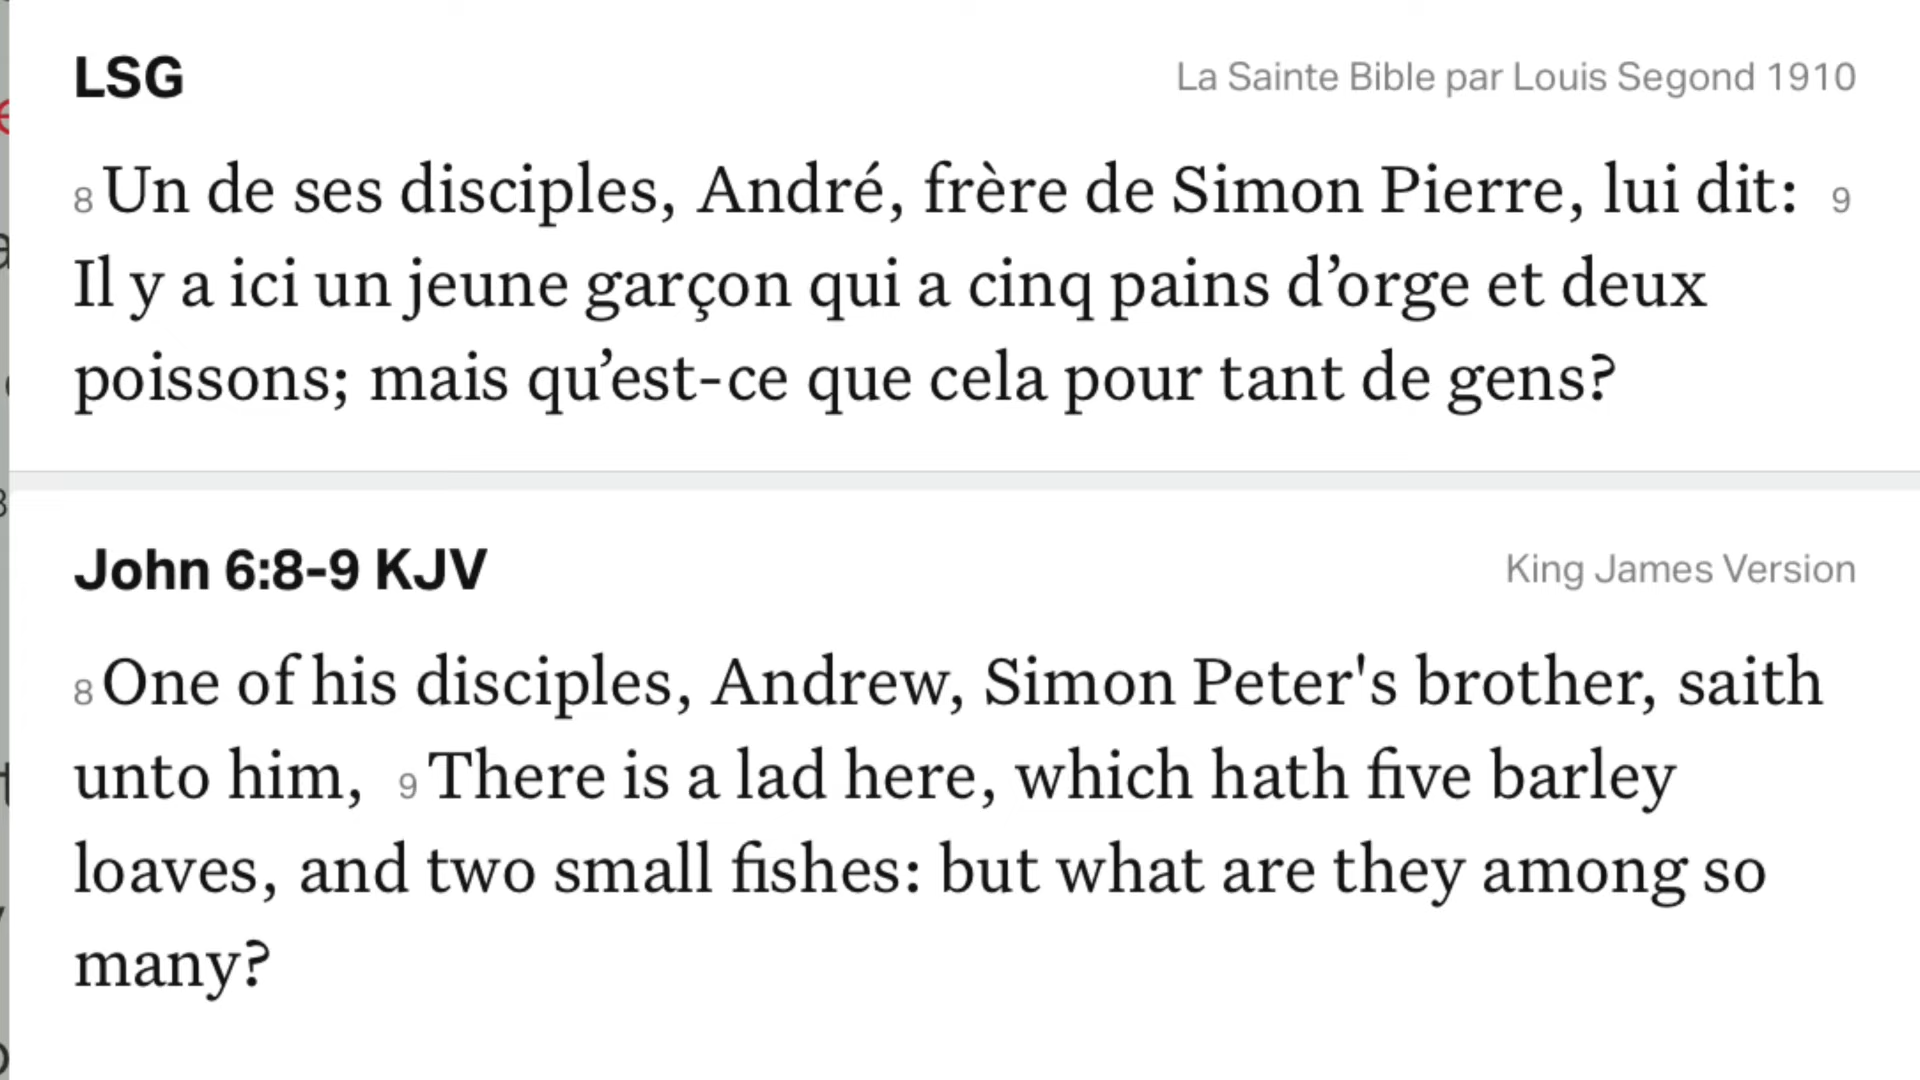 LSG
La Sainte Bible par Louis Segond 1910
8 Un de ses disciples, André, frère de Simon Pierre, lui dit: 9
Il y a ici un jeune garçon qui a cinq pains d’orge et deux
poissons; mais qu’est-ce que cela pour tant de gens?
John 6:8-9 KJV
King James Version
8 One of his disciples, Andrew, Simon Peter's brother, saith
unto him, 9 There is a lad here, which hath five barley
loaves, and two small fishes: but what are they among so
many?